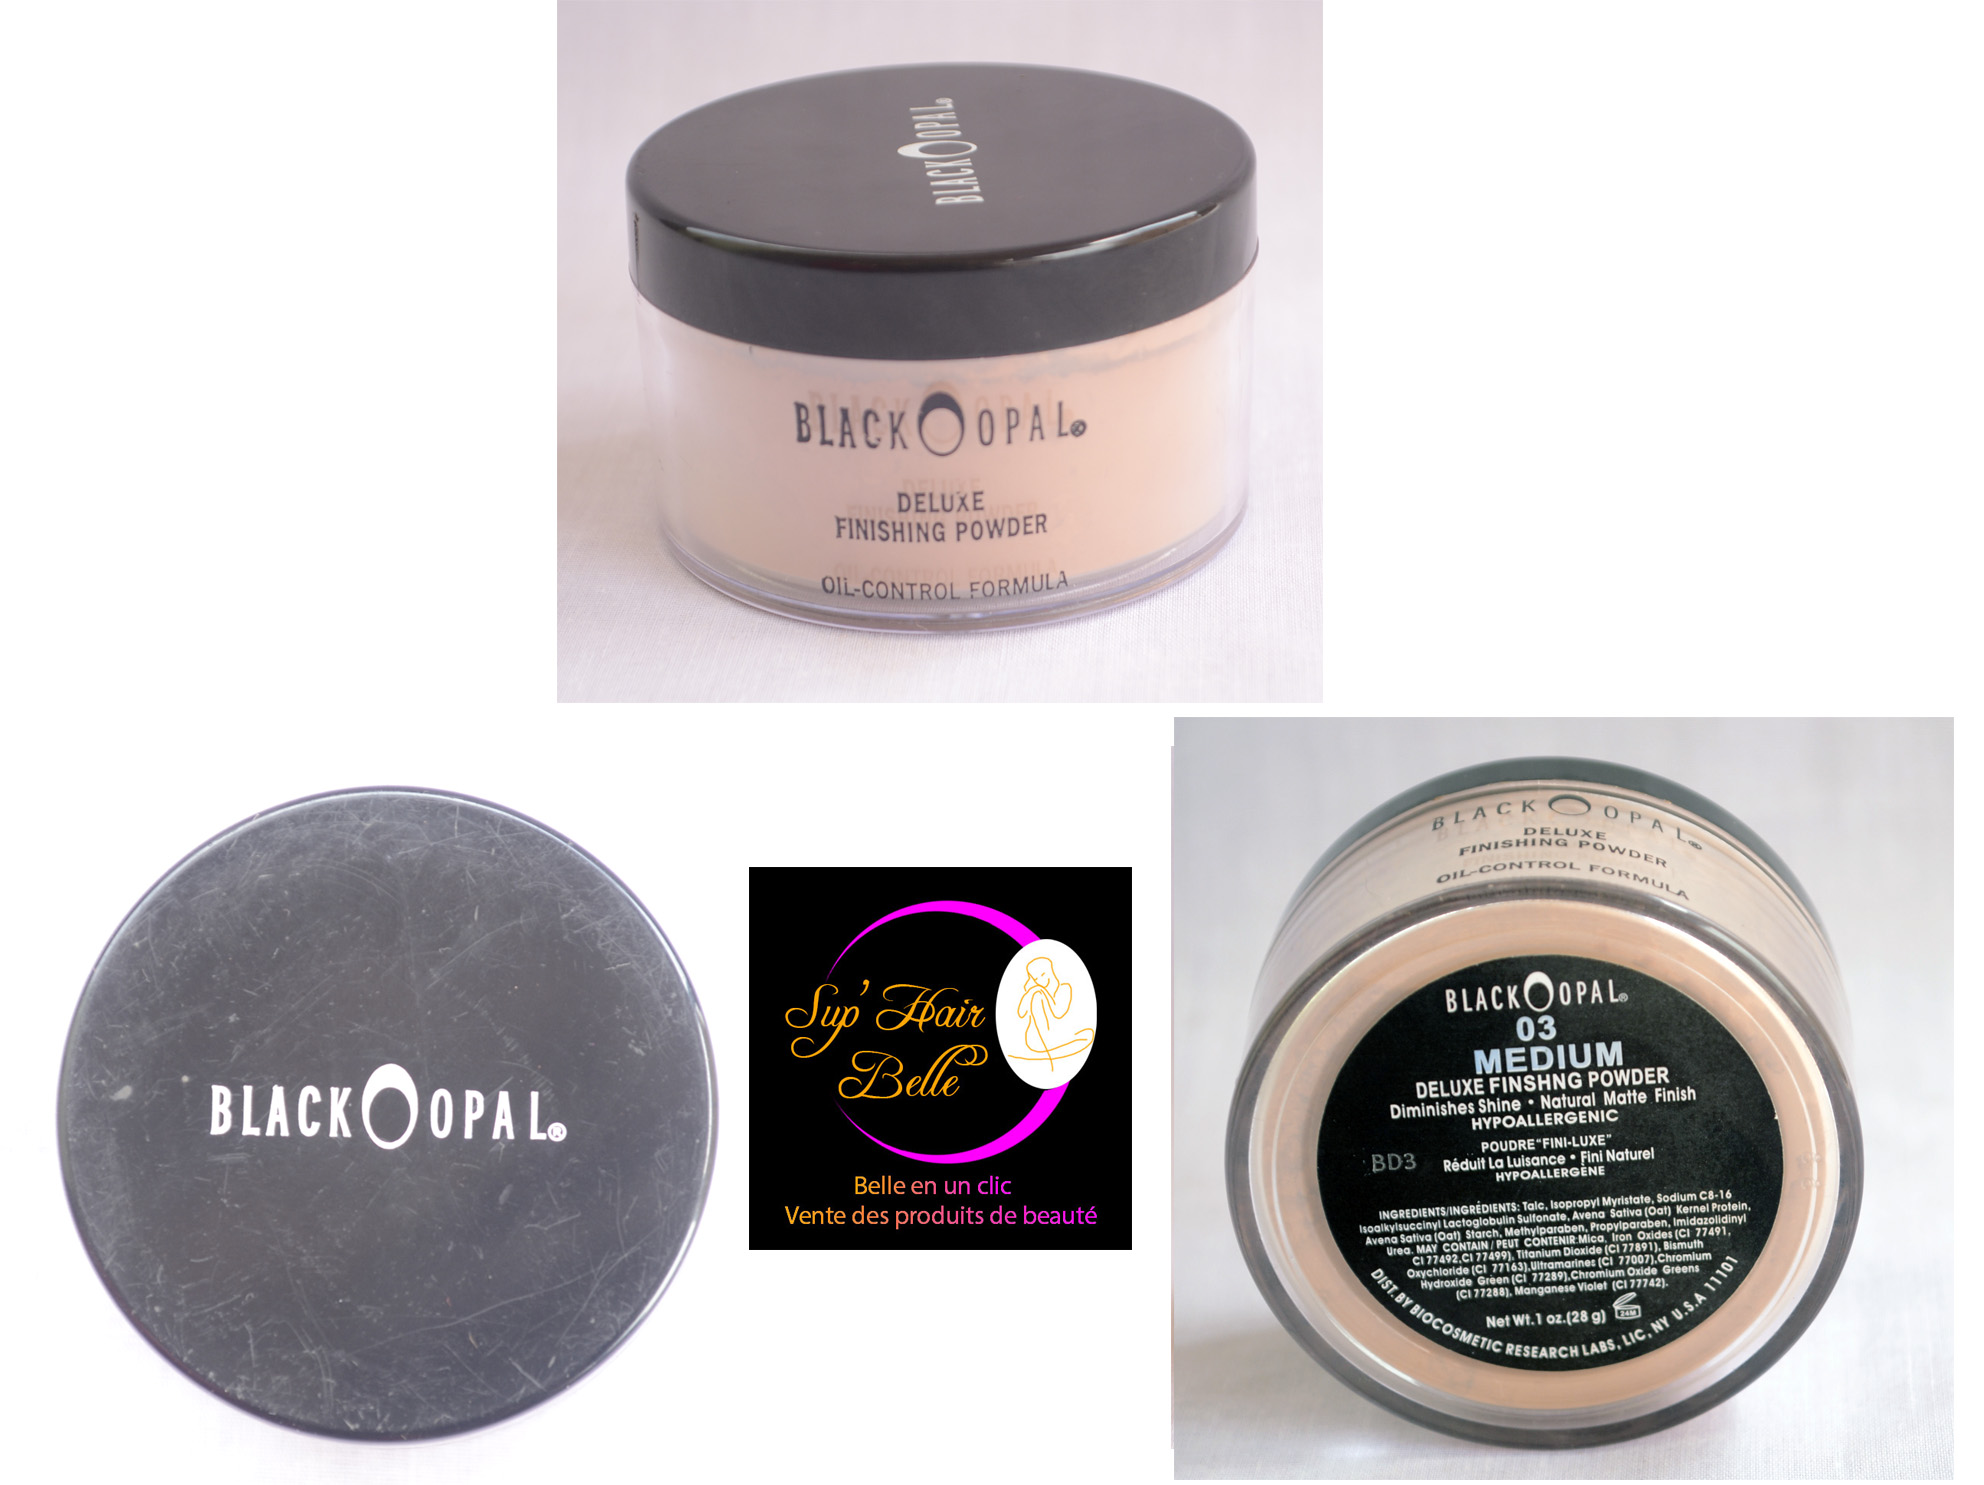 BLACK OPAL®
BLACK OPAL®
DELUXE
FINISHING POWDER
OIL-CONTROL FORMULA
BLACK OPAL®
Sup' Hair
Belle
Belle en un clic
Vente des produits de beauté
BLACK OPAL®
DELUXE
FINISHING POWDER
OIL-CONTROL FORMULA
BLACK OPAL®
03
MEDIUM
DELUXE FINSHNG POWDER
Diminishes Shine • Natural Matte Finish
HYPOALLERGENIC
POUDRE "FINI-LUXE"
BD3
Réduit La Luisance • Fini Naturel
HYPOALLERGÈNE
INGREDIENTS/INGRÉDIENTS: Talc, Isopropyl Myristate, Sodium C8-16
Isoalkylsuccinyl Lactoglobulin Sulfonate, Avena Sativa (Oat) Kernel Protein,
Avena Sativa (Oat) Starch, Methylparaben, Propylparaben, Imidazolidinyl
Urea. MAY CONTAIN / PEUT CONTENIR:Mica, Iron Oxides (CI 77491,
CI 77492,CI 77499), Titanium Dioxide (CI 77891), Bismuth
Oxychloride (CI 77163),Ultramarines (CI 77007),Chromium
Hydroxide Green (CI 77289),Chromium Oxide Greens
(CI 77288), Manganese Violet (CI 77742).
Net Wt.1 oz.(28 g)
24M
DIST.BY BIOCOSMETIC RESEARCH LABS, LIC, NY U.S.A 11101